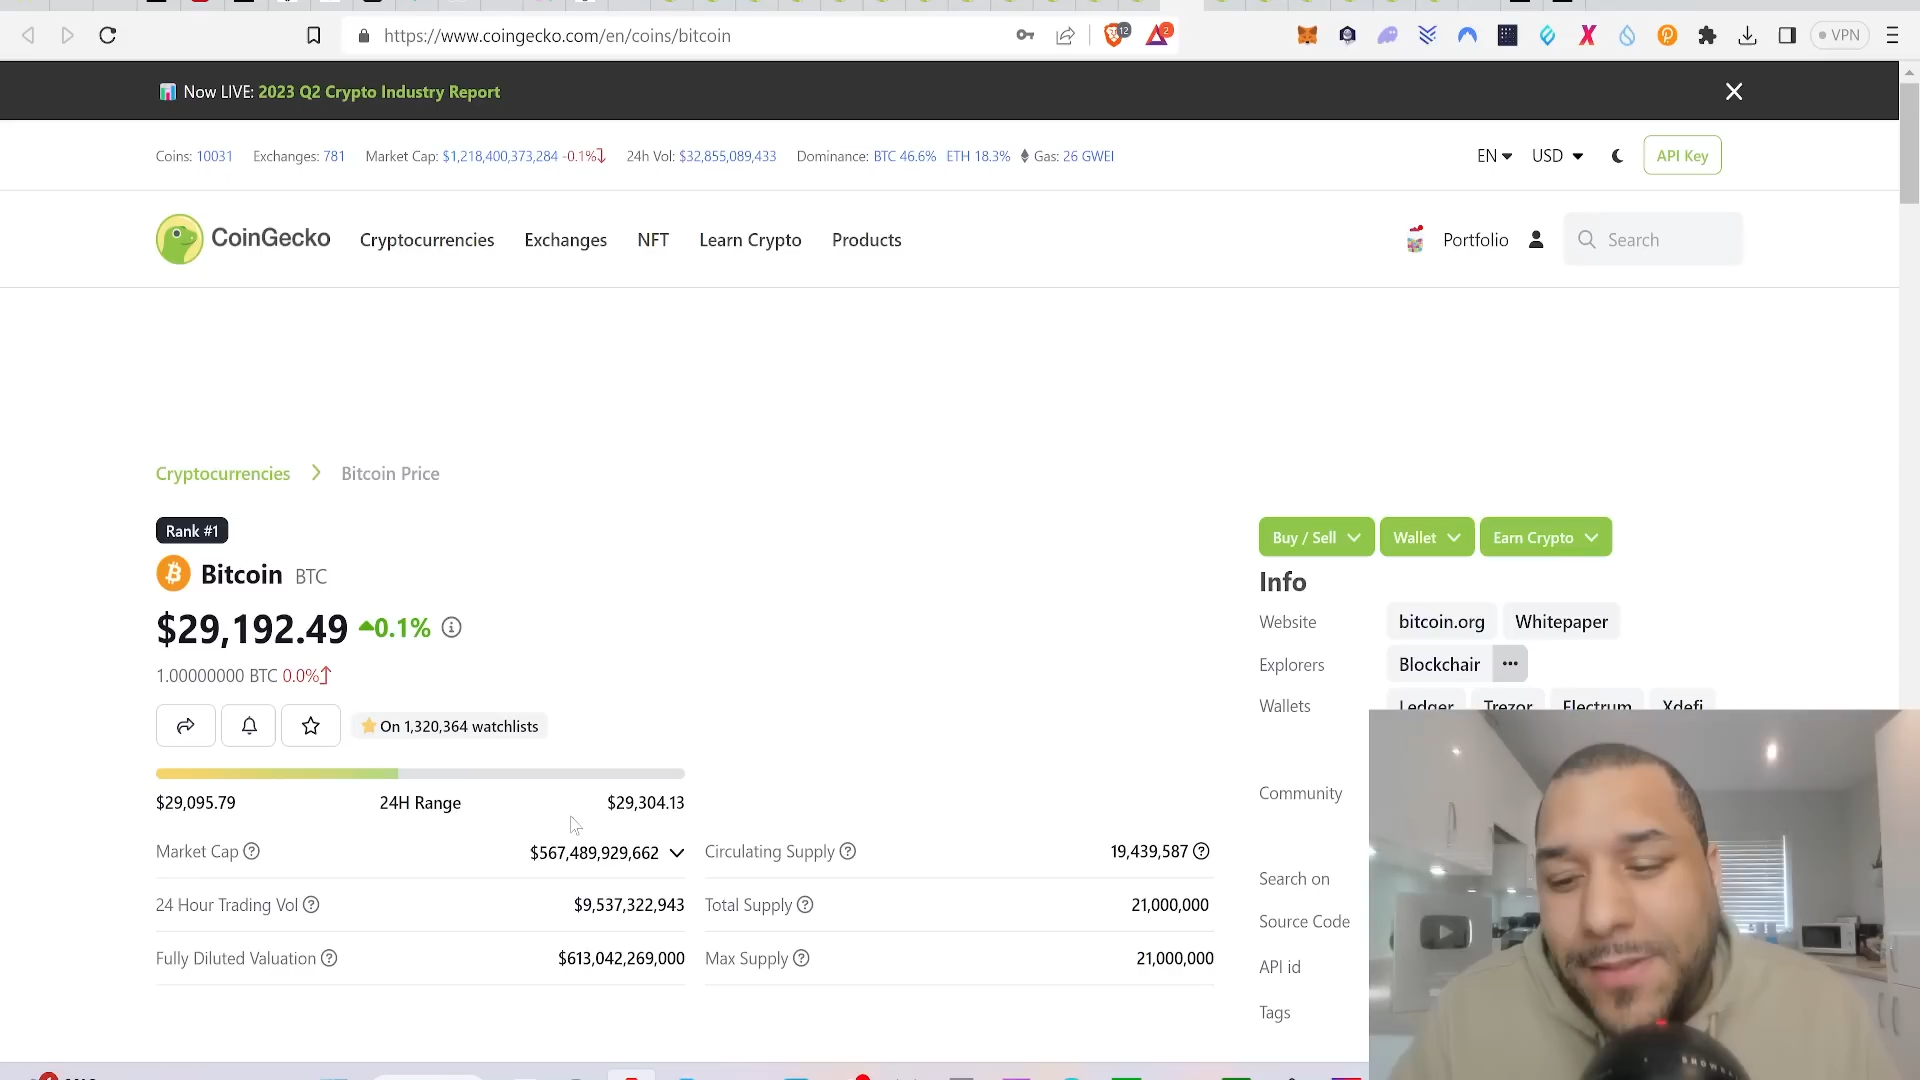 https://www.coingecko.com/en/coins/bitcoin
12
2
VPN
Now LIVE: 2023 Q2 Crypto Industry Report
Coins: 10031 Exchanges: 781 Market Cap: $1,218,400,373,284 -0.1% 24h Vol: $32,855,089,433 Dominance: BTC 46.6% ETH 18.3% Gas: 26 GWEI
EN USD API Key
CoinGecko Cryptocurrencies Exchanges NFT Learn Crypto Products
Portfolio Search
Cryptocurrencies Bitcoin Price
Rank #1
Bitcoin BTC
$29,192.49 0.1%
1.00000000 BTC 0.0%
On 1,320,364 watchlists
$29,095.79 24H Range $29,304.13
Market Cap $567,489,929,662
Circulating Supply 19,439,587
24 Hour Trading Vol $9,537,322,943
Total Supply 21,000,000
Fully Diluted Valuation $613,042,269,000
Max Supply 21,000,000
Buy / Sell Wallet Earn Crypto
Info
Website bitcoin.org Whitepaper
Explorers Blockchair
Wallets Ledger Trezor Electrum Xdefi
Community
Search on
Source Code
API id
Tags